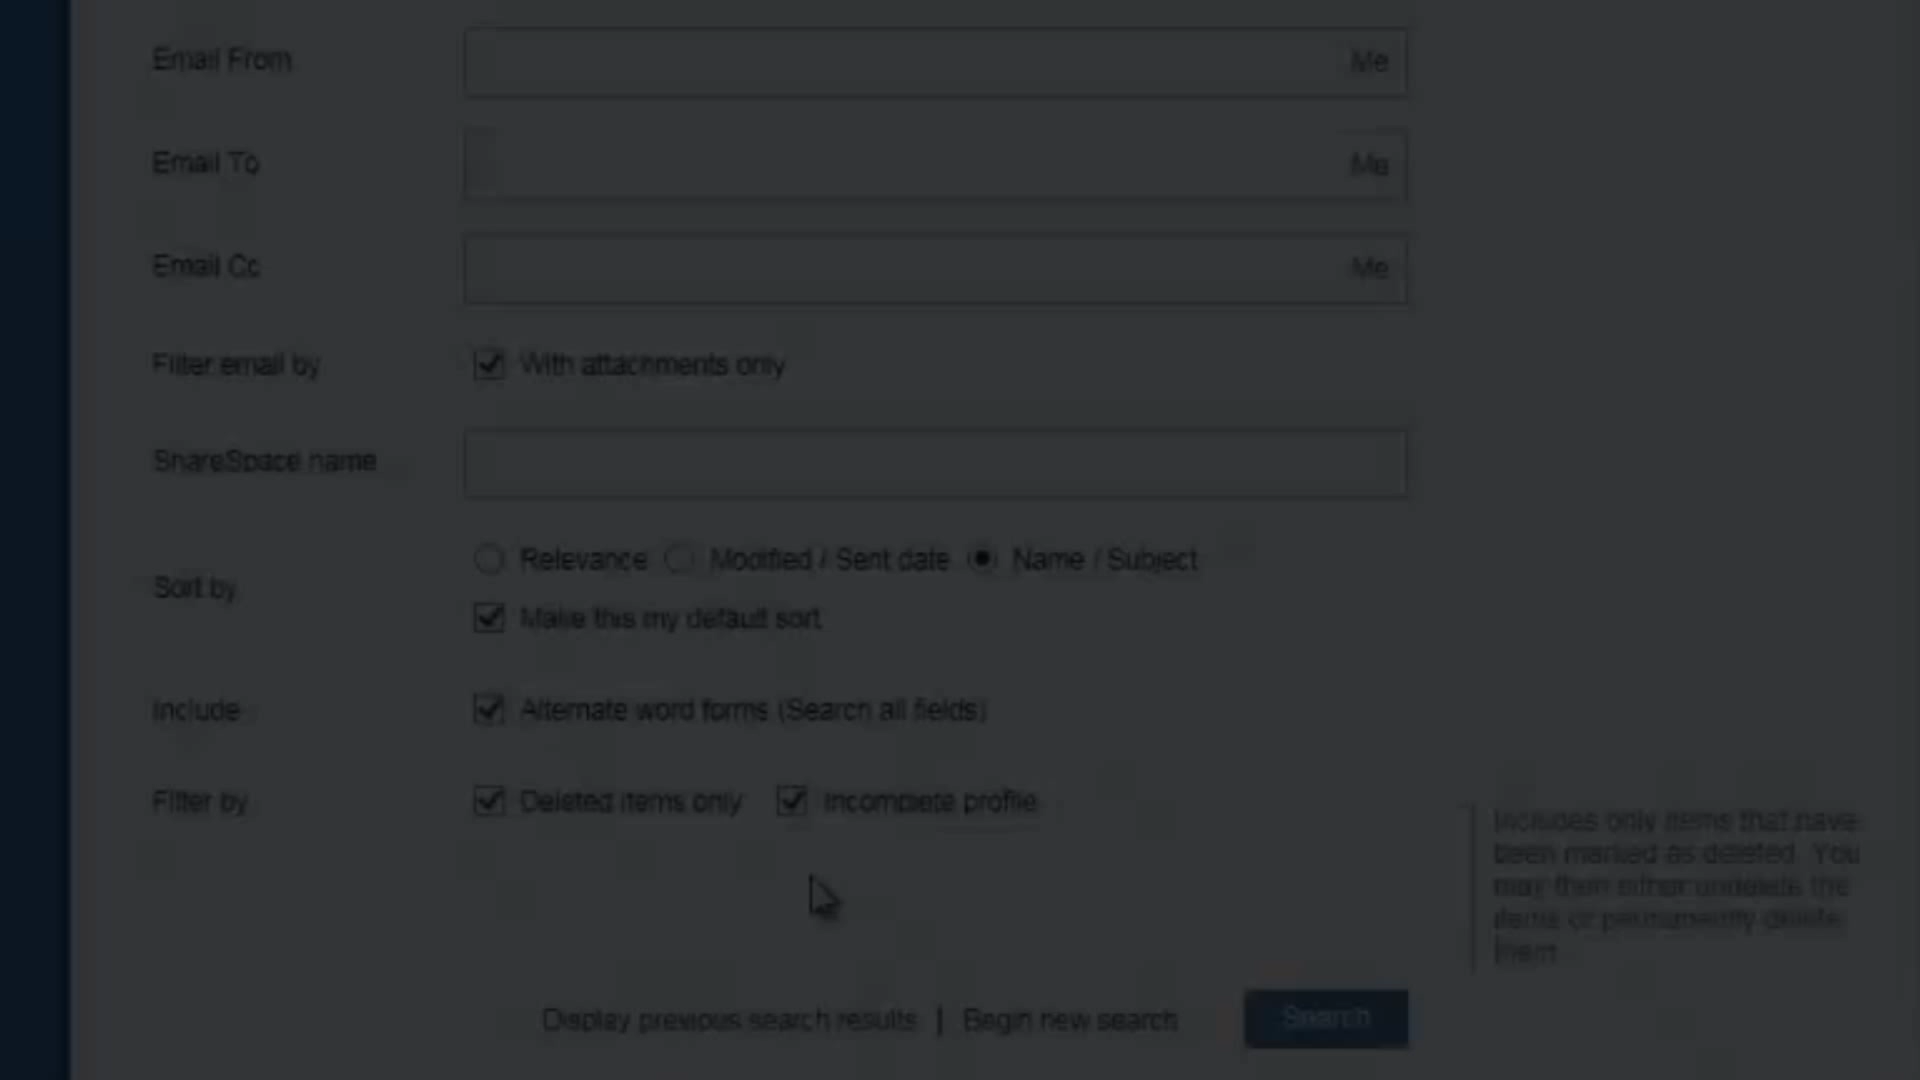 Email From Me
Email To Me
Email Cc Me
Filter email by With attachments only
ShareSpace name
Relevance Modified / Sent date Name / Subject
Sort by
Make this my default sort
Include Alternate word forms (Search all fields)
Filter by Deleted items only Incomplete profile
Includes only items that have
been marked as deleted. You
may then either undelete the
items or permanently delete
them.
Display previous search results | Begin new search Search